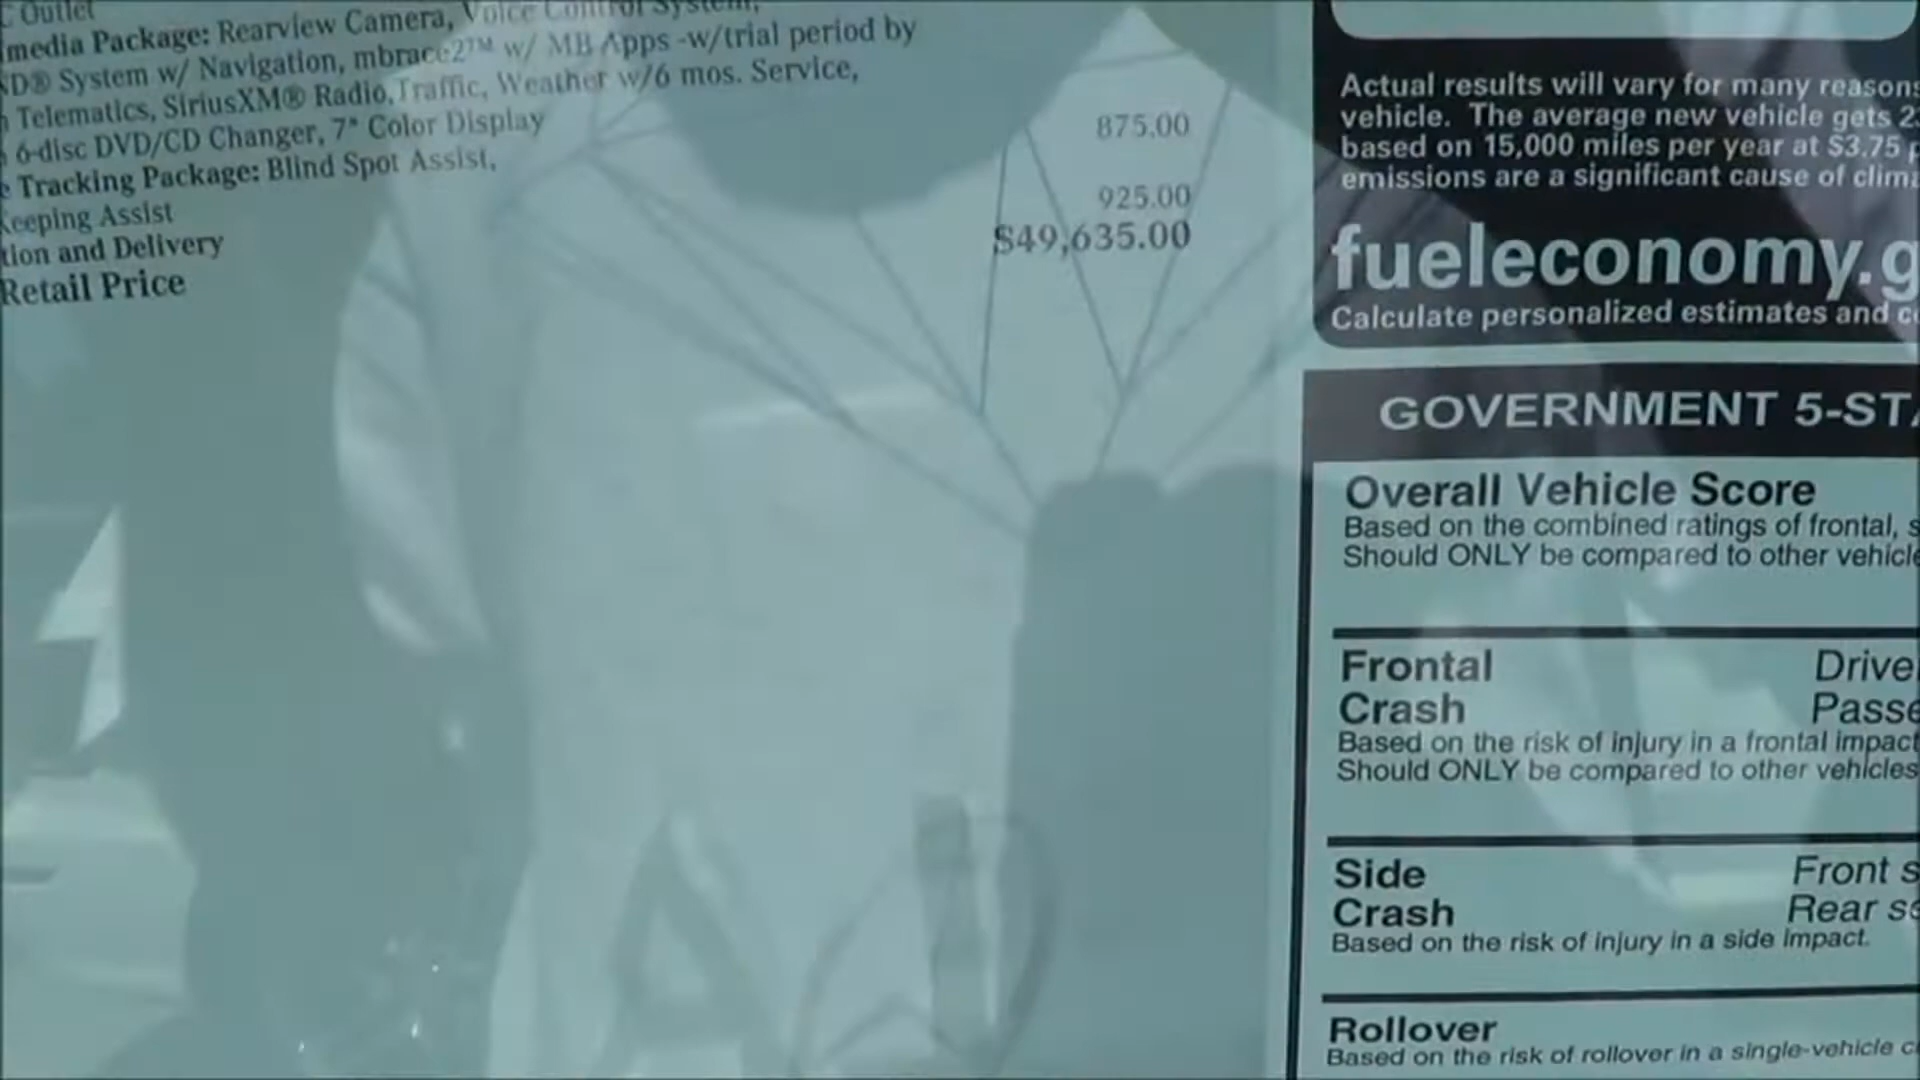 C Outlet
media Package: Rearview Camera, Voice Control System,
ND® System w/ Navigation, mbrace2™ w/ MB Apps -w/trial period by
Telematics, SiriusXM® Radio, Traffic, Weather w/6 mos. Service,
6-disc DVD/CD Changer, 7" Color Display
e Tracking Package: Blind Spot Assist,
875.00
Keeping Assist
tion and Delivery
925.00
Retail Price
$49,635.00
Actual results will vary for many reasons
vehicle. The average new vehicle gets 2
based on 15,000 miles per year at $3.75 p
emissions are a significant cause of clima
fueleconomy.g
Calculate personalized estimates and c
GOVERNMENT 5-STA
Overall Vehicle Score
Based on the combined ratings of frontal, s
Should ONLY be compared to other vehicle
Frontal Drive
Crash Passe
Based on the risk of injury in a frontal impact
Should ONLY be compared to other vehicles
Side Front s
Crash Rear se
Based on the risk of injury in a side impact.
Rollover
Based on the risk of rollover in a single-vehicle c